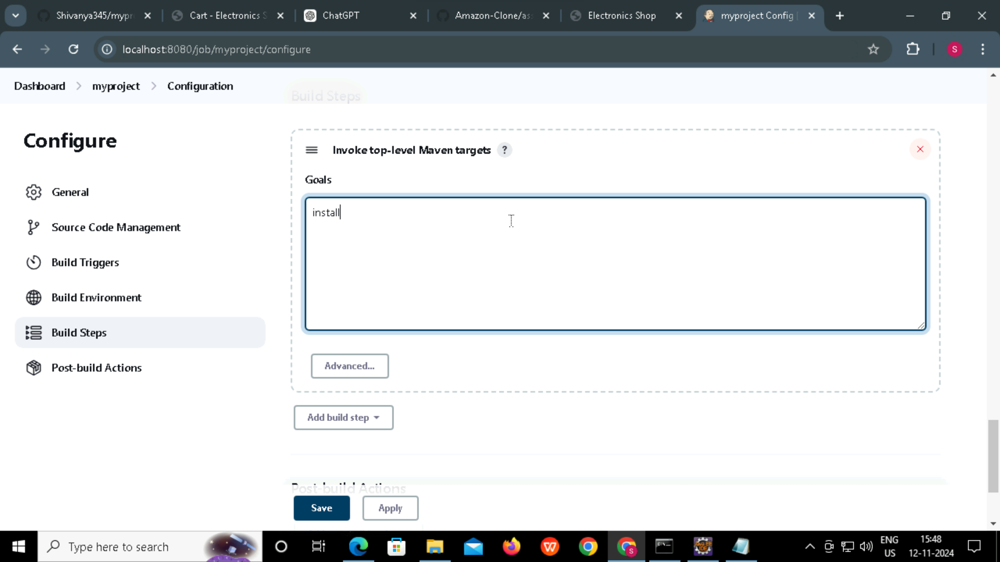 Shivanya345/mypr
Cart - Electronics S
ChatGPT
Amazon-Clone/as
Electronics Shop
myproject Config |
localhost:8080/job/myproject/configure
S
Dashboard
myproject
Configuration
Build Steps
Configure
General
Source Code Management
Build Triggers
Build Environment
Build Steps
Post-build Actions
Invoke top-level Maven targets ?
Goals
install
Advanced...
Add build step
Post-build Actions
Save
Apply
Type here to search
ENG
US
15:48
12-11-2024